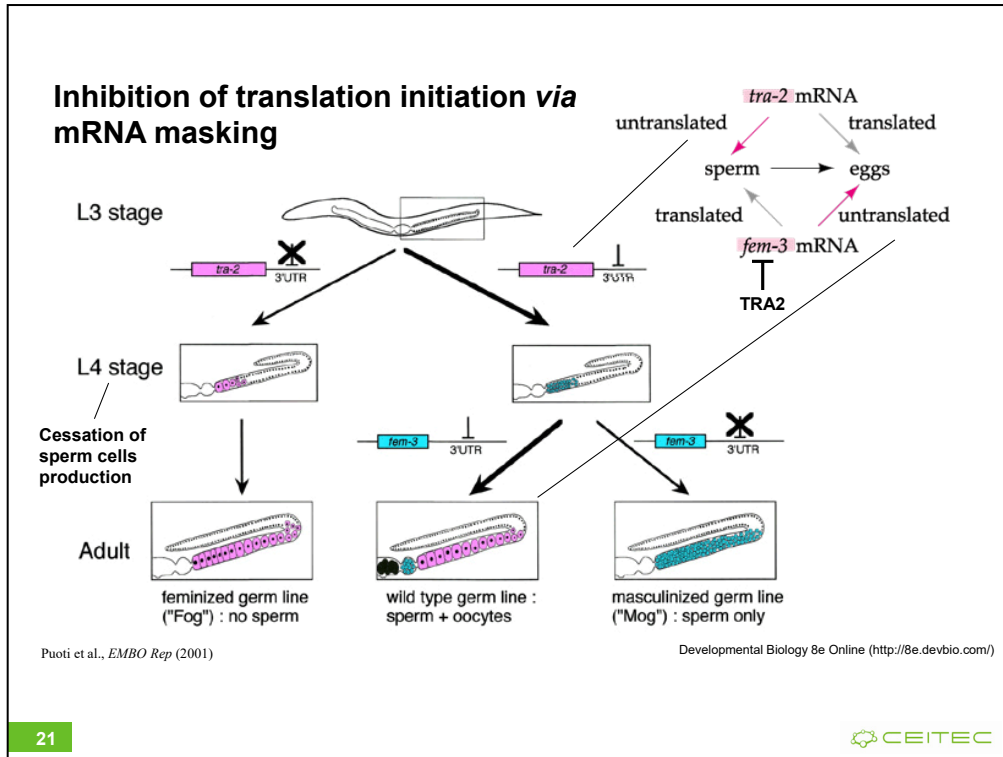 Inhibition of translation initiation via
mRNA masking
tra-2 mRNA
untranslated
translated
sperm
eggs
translated
untranslated
fem-3 mRNA
TRA2
L3 stage
tra-2
3'UTR
tra-2
3'UTR
L4 stage
Cessation of
sperm cells
production
fem-3
3'UTR
fem-3
3'UTR
Adult
feminized germ line
("Fog") : no sperm
wild type germ line :
sperm + oocytes
masculinized germ line
("Mog") : sperm only
Puoti et al., EMBO Rep (2001)
Developmental Biology 8e Online (http://8e.devbio.com/)
21
CEITEC